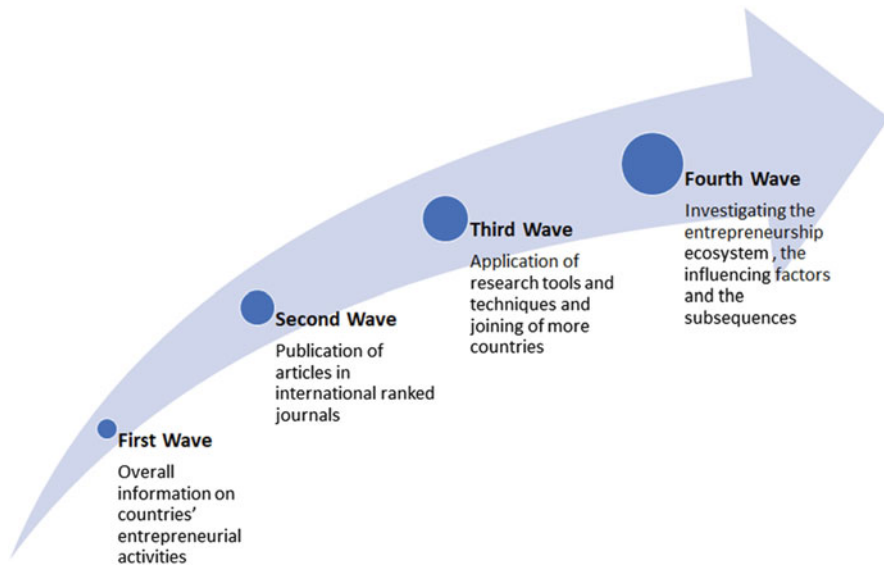 First Wave
Overall
information on
countries'
entrepreneurial
activities
Second Wave
Publication of
articles in
international ranked
journals
Third Wave
Application of
research tools and
techniques and
joining of more
countries
Fourth Wave
Investigating the
entrepreneurship
ecosystem , the
influencing factors
and the
subsequences